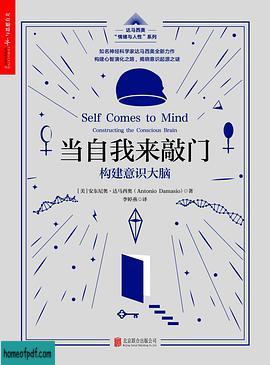 达马西奥
“情绪与人性”系列
知名神经科学家达马西奥全新力作
构建心智演化之路，揭晓意识起源之谜
Self Comes to Mind
Constructing the Conscious Brain
当自我来敲门
构建意识大脑
[美]安东尼奥·达马西奥（Antonio Damasio）著
李婷燕 译
北京联合出版公司
homeofpdf.com